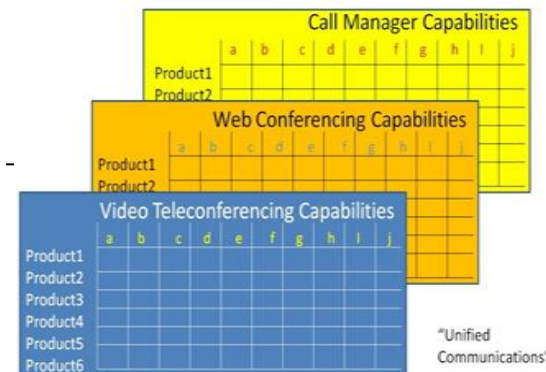 Call Manager Capabilities
a b c d e f g h I j
Product1
Product2
Web Conferencing Capabilities
a b c d e f g h I j
Product1
Product2
Video Teleconferencing Capabilities
a b c d e f g h I j
Product1
Product2
Product3
Product4
Product5
Product6
"Unified
Communications"